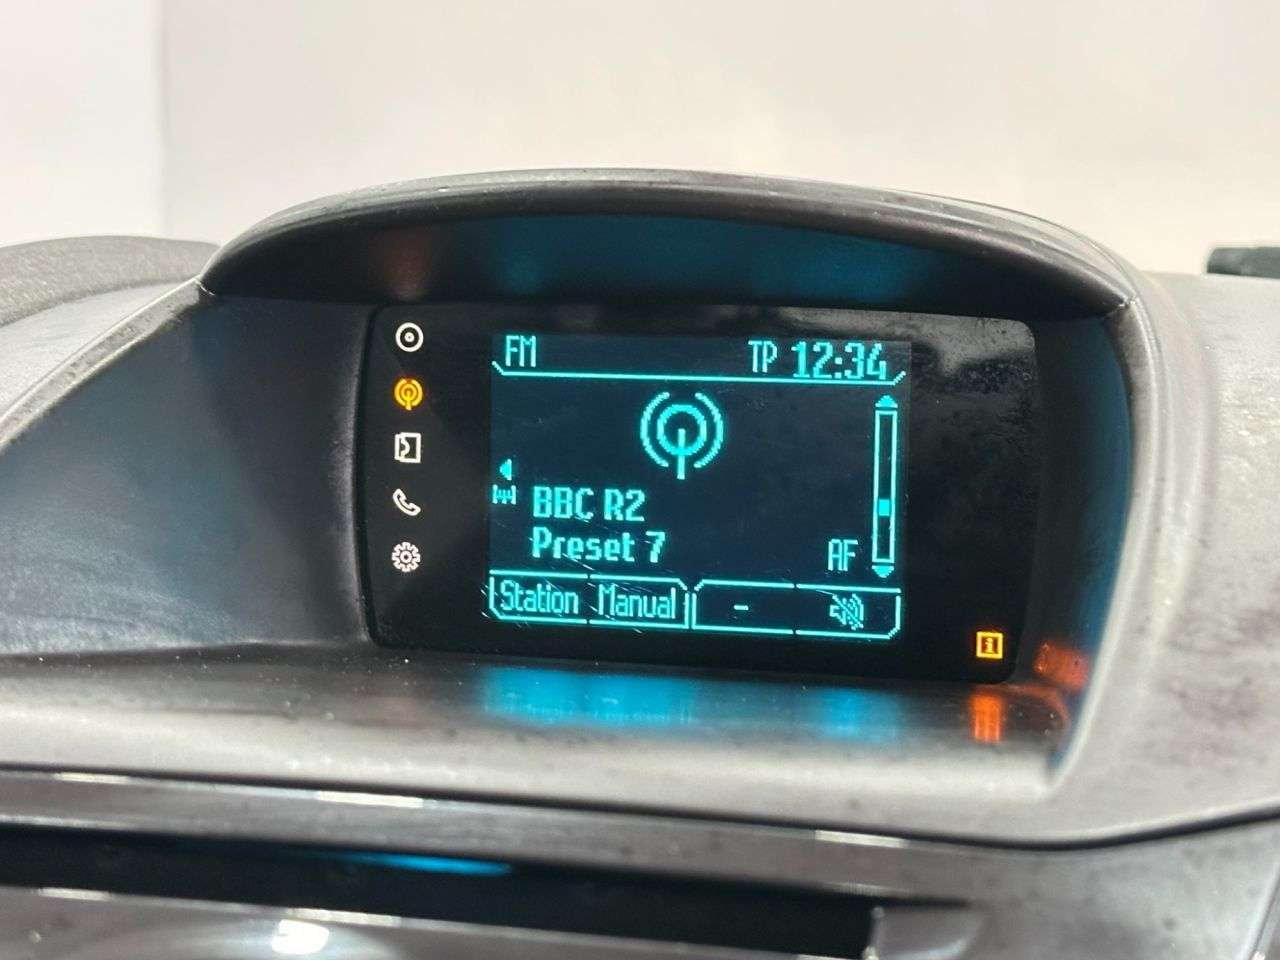 FM TP 12:34
BBC R2
Preset 7 AF
Station Manual -
i